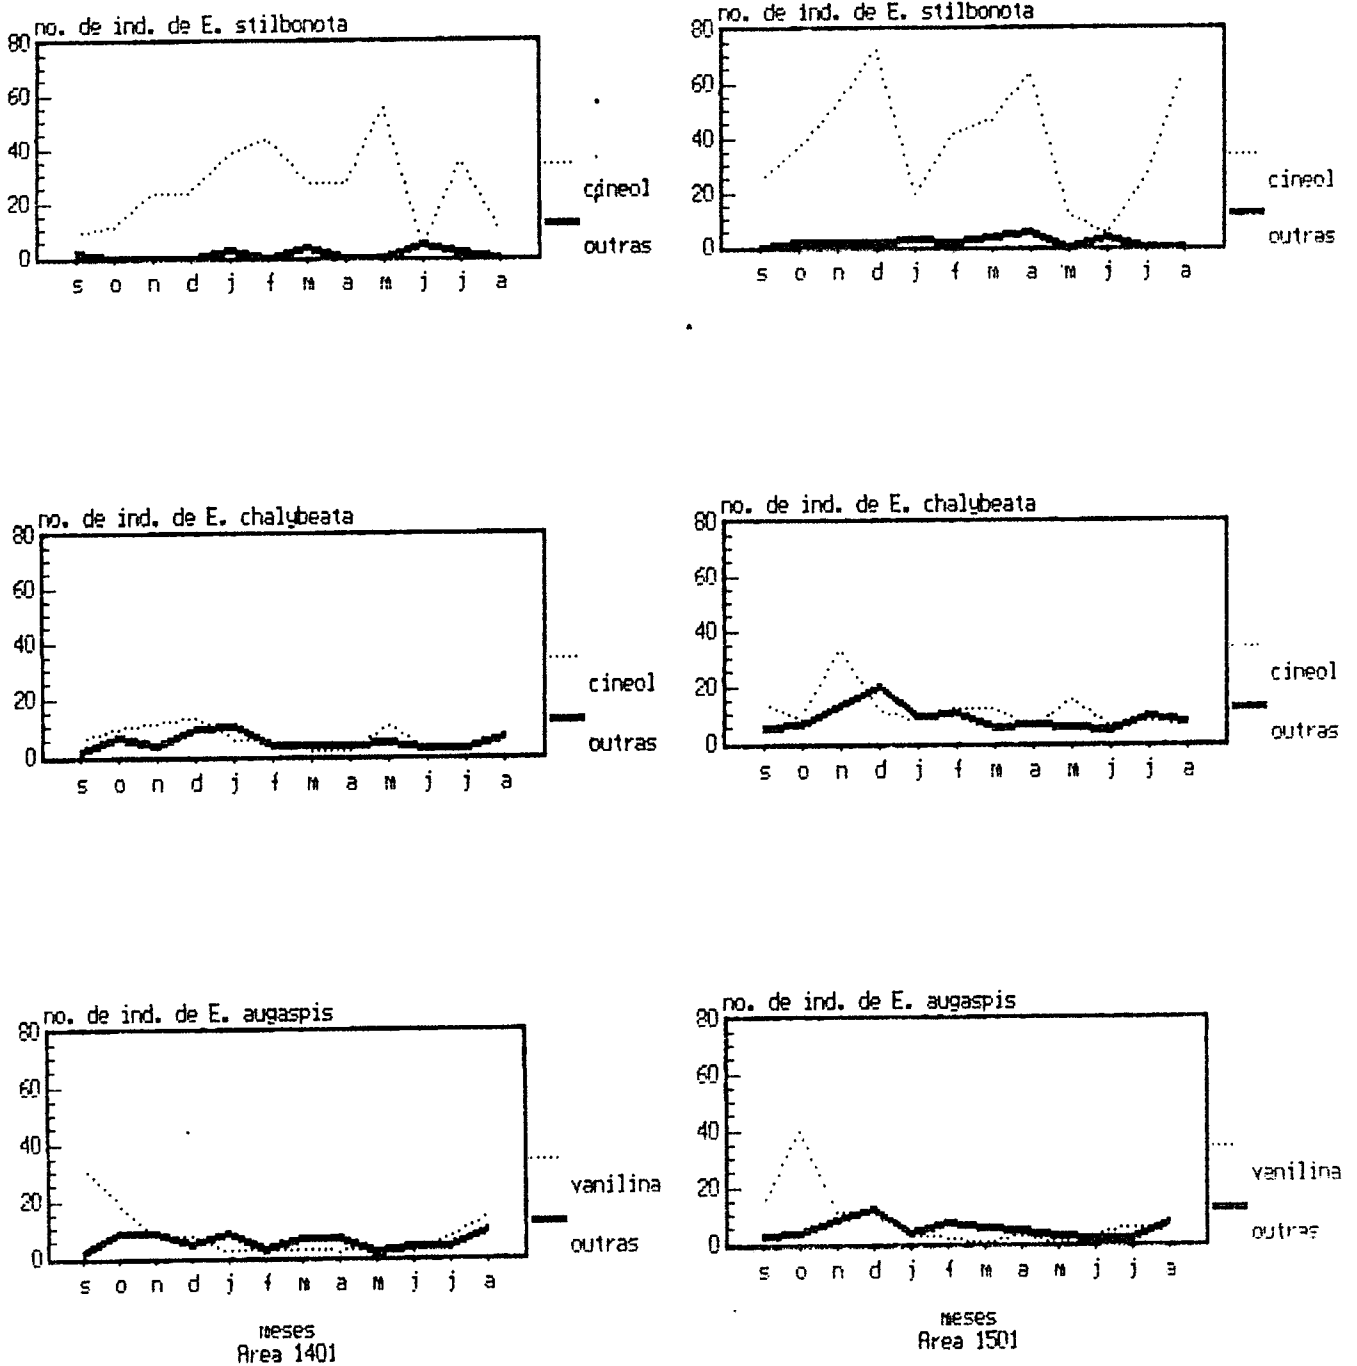 no. de ind. de E. stilbonota
80
60
40
20
0
s o n d j f m a m j j a
cineol
outras
no. de ind. de E. stilbonota
80
60
40
20
0
s o n d j f m a m j j a
cineol
outras
no. de ind. de E. chalybeata
80
60
40
20
0
s o n d j f m a m j j a
cineol
outras
no. de ind. de E. chalybeata
80
60
40
20
0
s o n d j f m a m j j a
cineol
outras
no. de ind. de E. augaspis
80
60
40
20
0
s o n d j f m a m j j a
vanilina
outras
meses
Area 1401
no. de ind. de E. augaspis
80
60
40
20
0
s o n d j f m a m j j a
vanilina
outras
meses
Area 1501